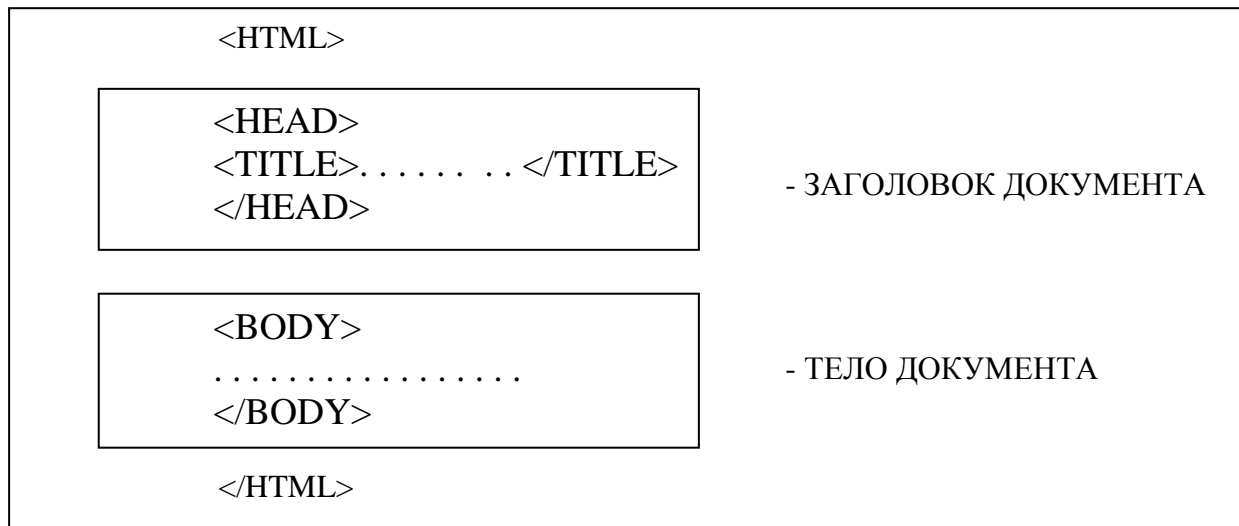 <HTML>
<HEAD>
<TITLE>. . . . . .  . . </TITLE>
</HEAD>
- ЗАГОЛОВОК ДОКУМЕНТА
<BODY>
. . . . . . . . . . . . . . . . .
</BODY>
- ТЕЛО ДОКУМЕНТА
</HTML>